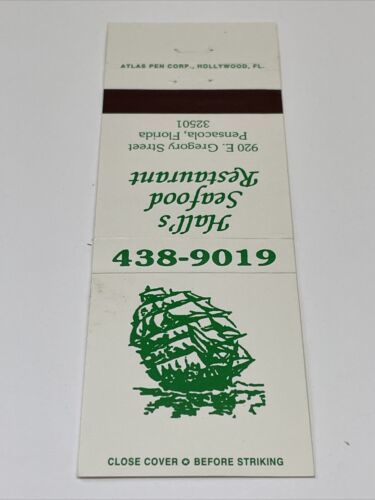 ATLAS PEN CORP., HOLLYWOOD, FL.
Hall's
Seafood
Restaurant
920 E. Gregory Street
Pensacola, Florida
32501
438-9019
CLOSE COVER ✪ BEFORE STRIKING